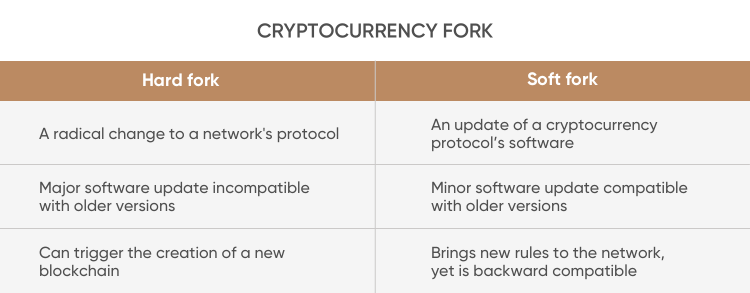 CRYPTOCURRENCY FORK
Hard fork
Soft fork
A radical change to a network's protocol
An update of a cryptocurrency
protocol’s software
Major software update incompatible
with older versions
Minor software update compatible
with older versions
Can trigger the creation of a new
blockchain
Brings new rules to the network,
yet is backward compatible